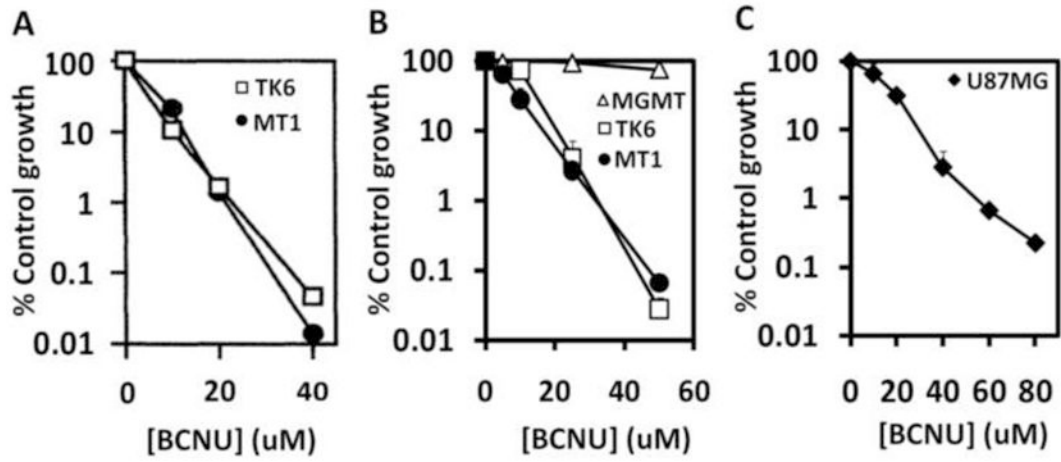 A
% Control growth
100
10
1
0.1
0.01
TK6
MT1
0 20 40
[BCNU] (uM)
B
% Control growth
100
10
1
0.1
0.01
MGMT
TK6
MT1
0 20 40 60
[BCNU] (uM)
C
% Control growth
100
10
1
0.1
0.01
U87MG
0 20 40 60 80
[BCNU] (uM)